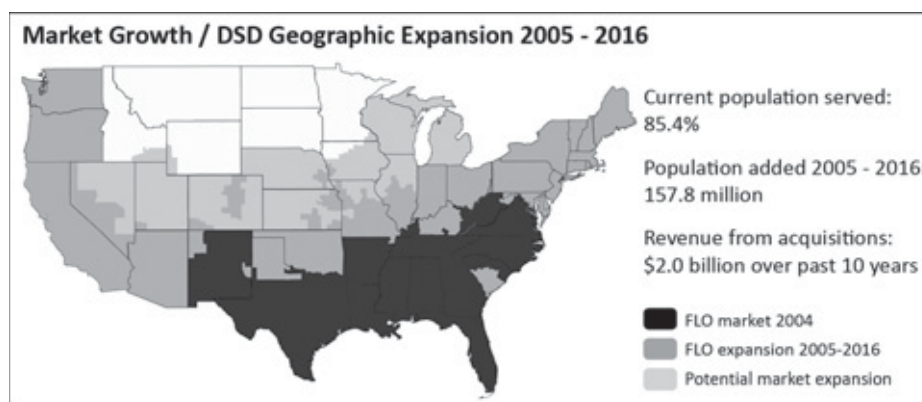 Market Growth / DSD Geographic Expansion 2005 - 2016
Current population served:
85.4%
Population added 2005 - 2016
157.8 million
Revenue from acquisitions:
$2.0 billion over past 10 years
FLO market 2004
FLO expansion 2005-2016
Potential market expansion